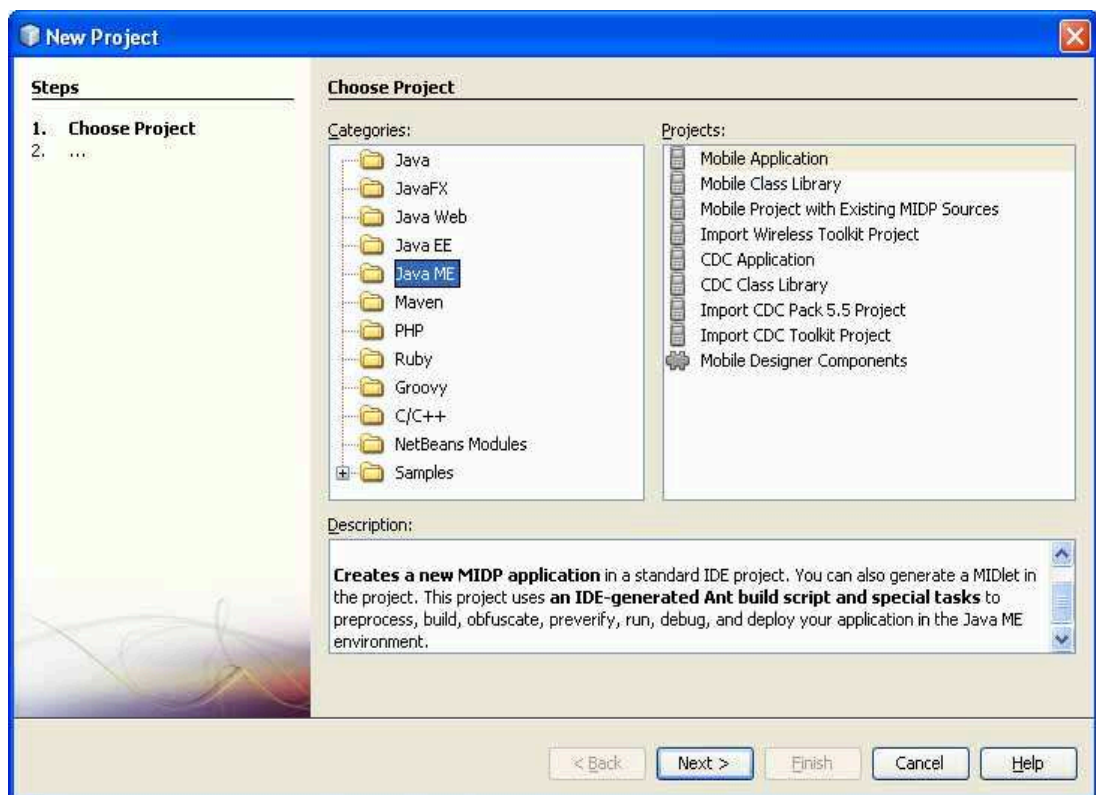 New Project
Steps
1. Choose Project
2. ...
Choose Project
Categories:
Java
JavaFX
Java Web
Java EE
Java ME
Maven
PHP
Ruby
Groovy
C/C++
NetBeans Modules
Samples
Projects:
Mobile Application
Mobile Class Library
Mobile Project with Existing MIDP Sources
Import Wireless Toolkit Project
CDC Application
CDC Class Library
Import CDC Pack 5.5 Project
Import CDC Toolkit Project
Mobile Designer Components
Description:
Creates a new MIDP application in a standard IDE project. You can also generate a MIDlet in
the project. This project uses an IDE-generated Ant build script and special tasks to
preprocess, build, obfuscate, preverify, run, debug, and deploy your application in the Java ME
environment.
< Back
Next >
Finish
Cancel
Help